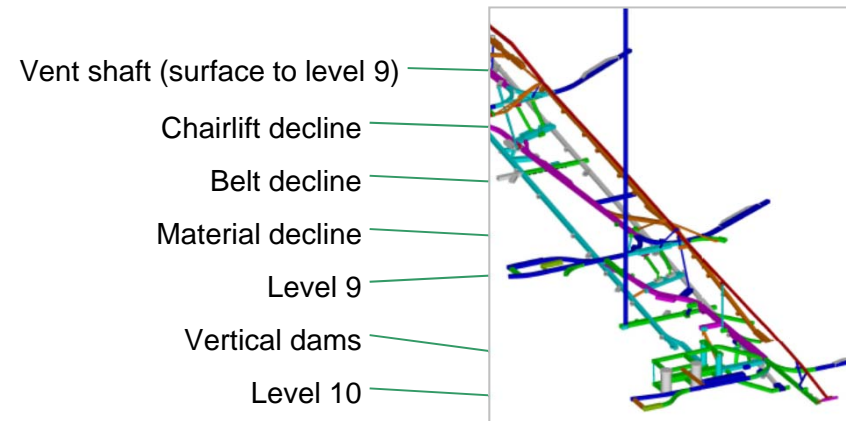 Vent shaft (surface to level 9)
Chairlift decline
Belt decline
Material decline
Level 9
Vertical dams
Level 10